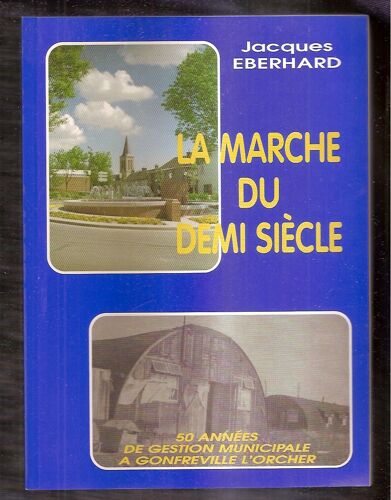 Jacques
EBERHARD
LA MARCHE
DU
DEMI SIÈCLE
50 ANNÉES
DE GESTION MUNICIPALE
A GONFREVILLE L'ORCHER